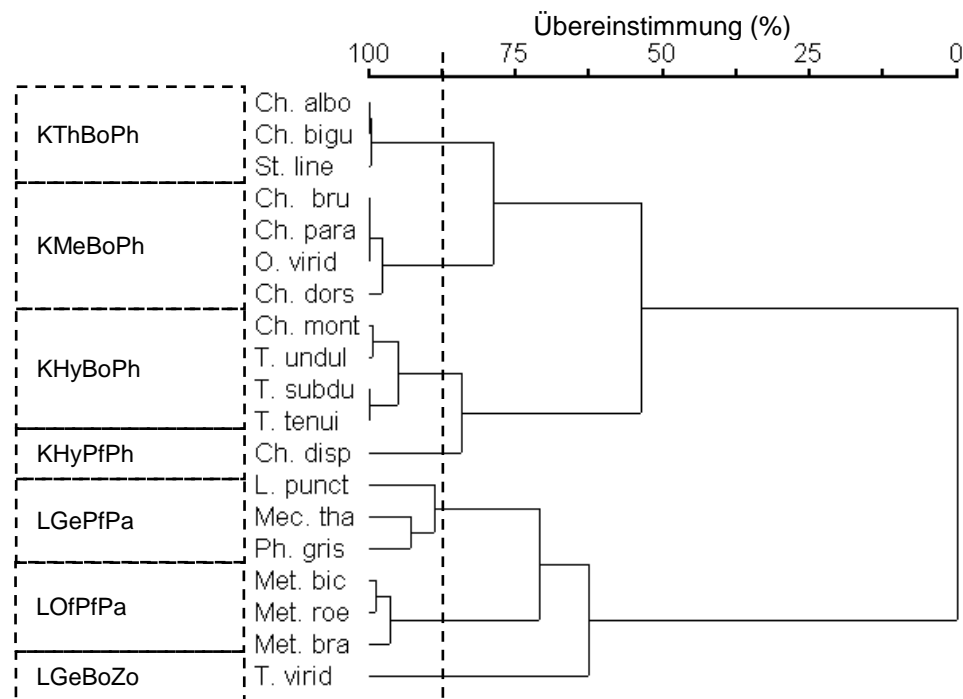 Übereinstimmung (%)
100 75 50 25 0
KThBoPh
Ch. albo
Ch. bigu
St. line
KMeBoPh
Ch. bru
Ch. para
O. virid
Ch. dors
KHyBoPh
Ch. mont
T. undul
T. subdu
T. tenui
KHyPfPh
Ch. disp
LGePfPa
L. punct
Mec. tha
Ph. gris
LOfPfPa
Met. bic
Met. roe
Met. bra
LGeBoZo
T. virid